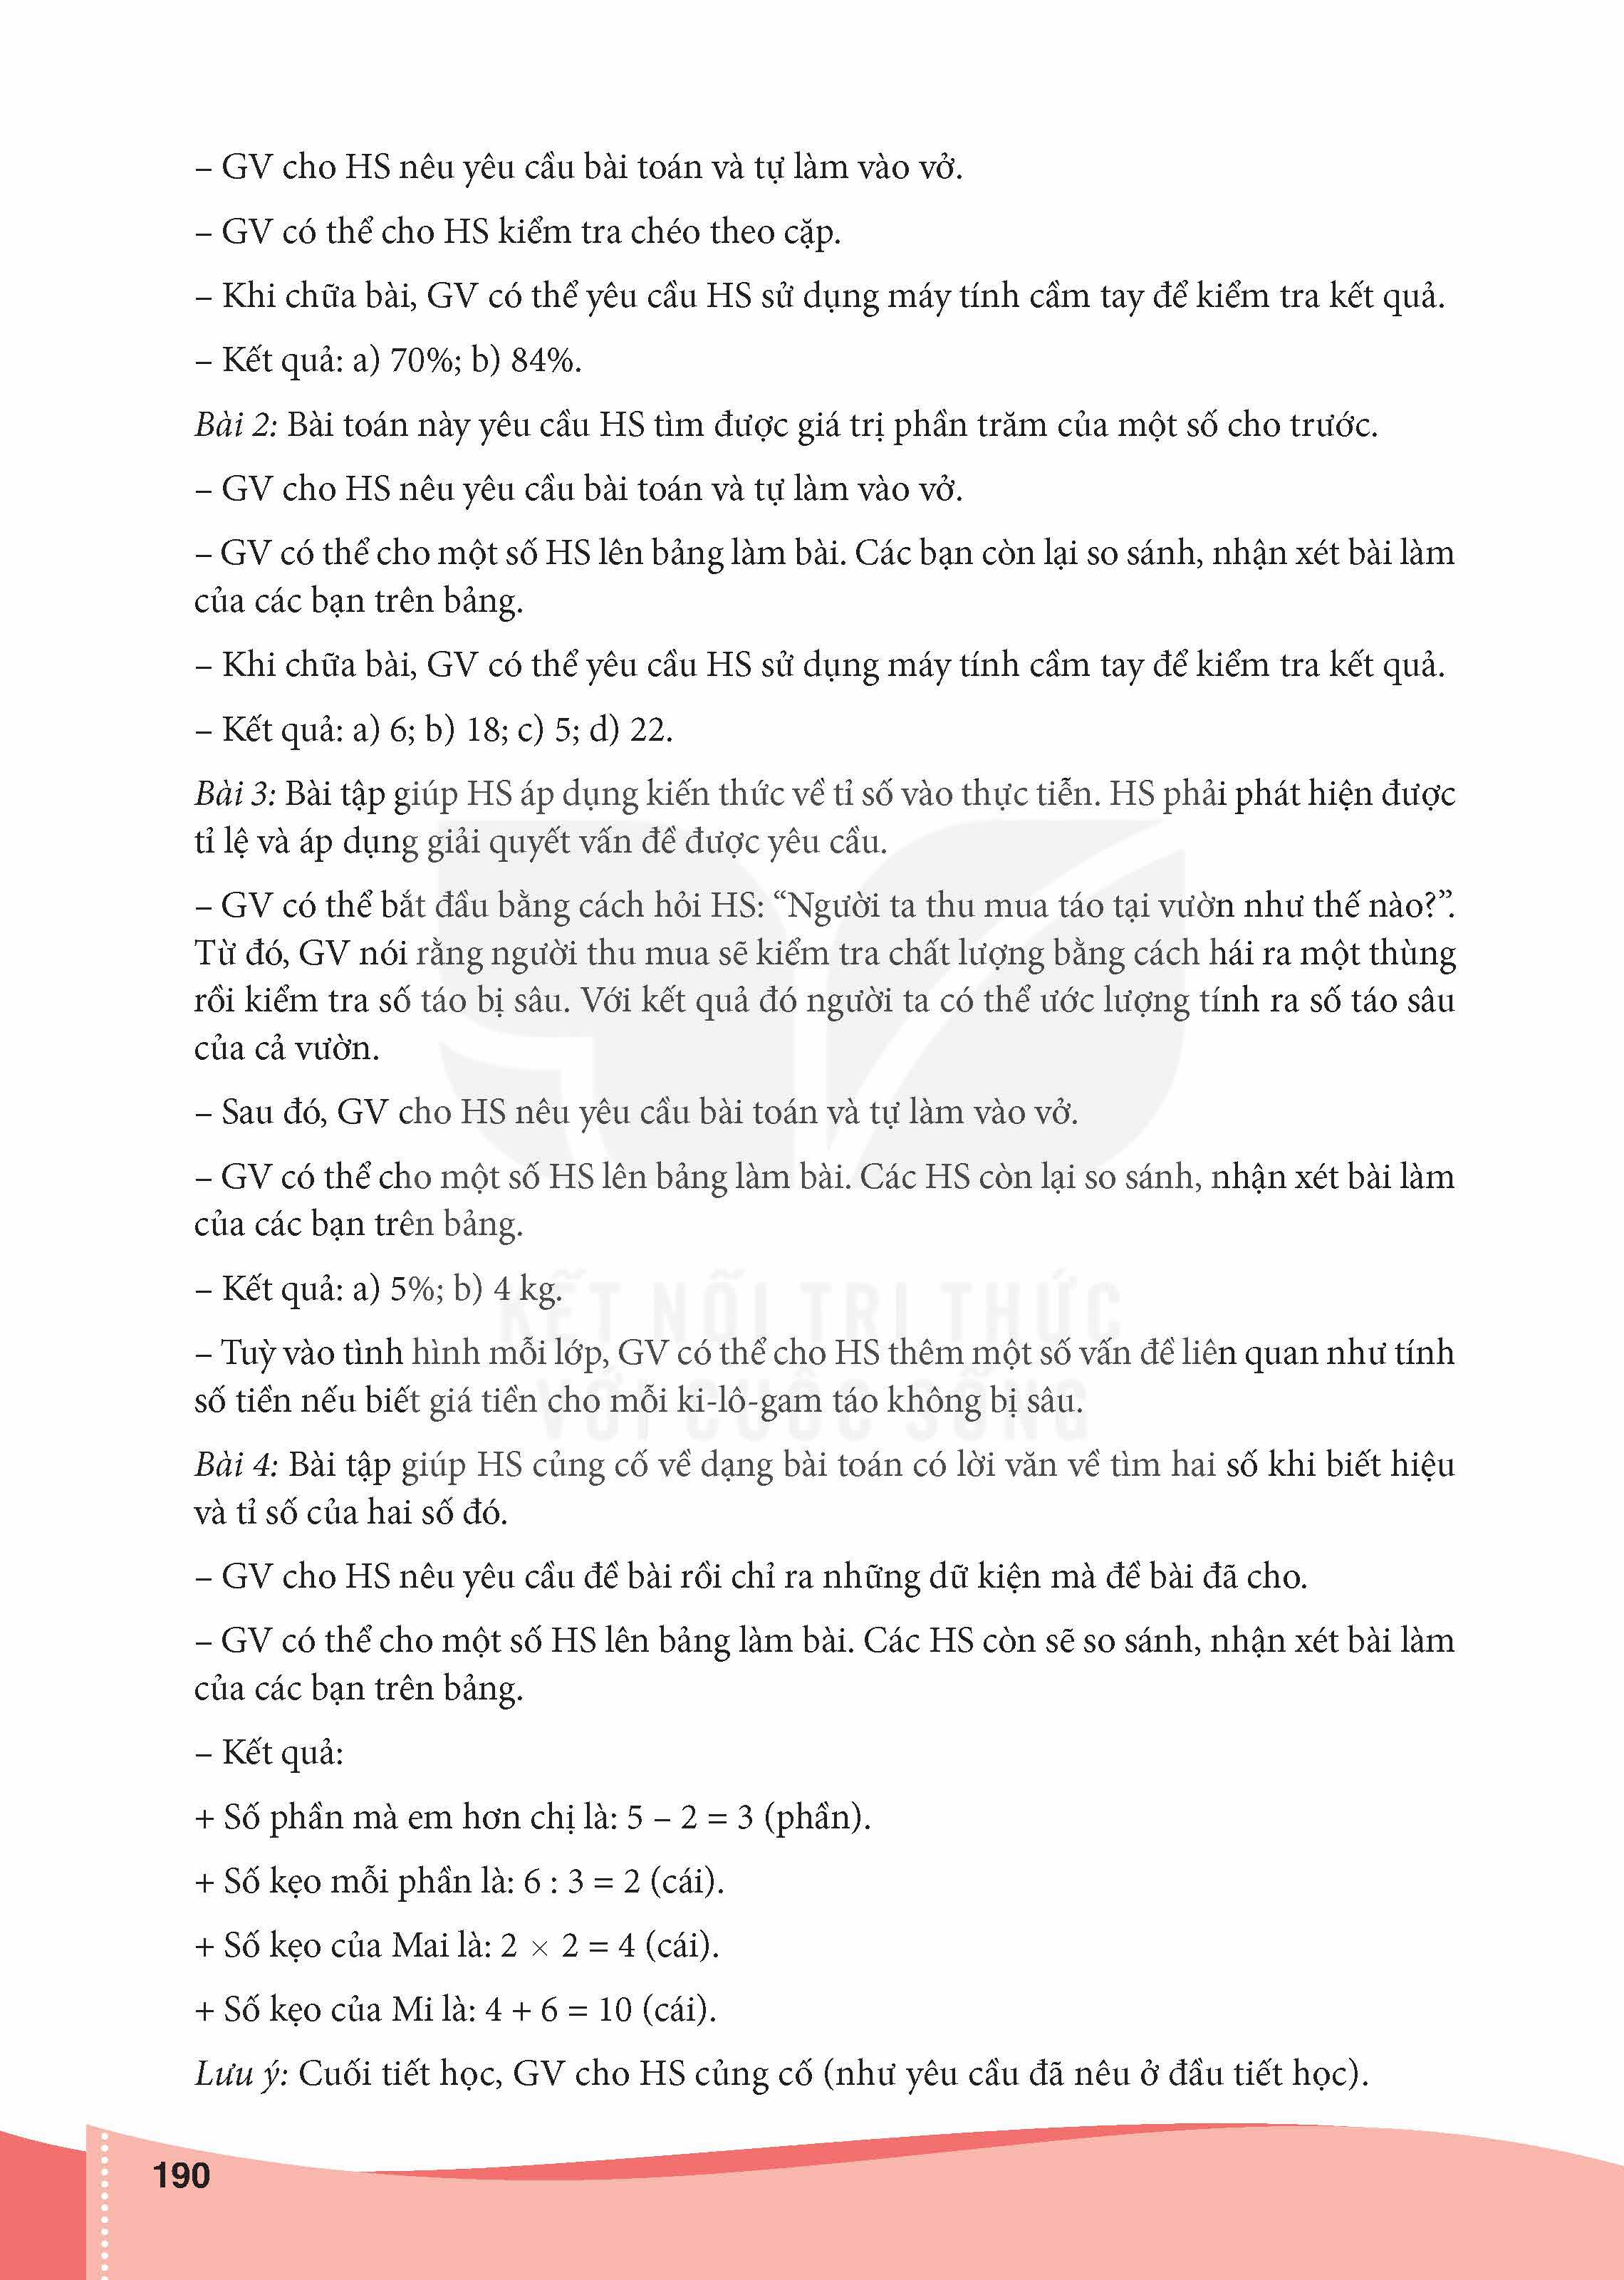 – GV cho HS nêu yêu cầu bài toán và tự làm vào vở.
– GV có thể cho HS kiểm tra chéo theo cặp.
– Khi chữa bài, GV có thể yêu cầu HS sử dụng máy tính cầm tay để kiểm tra kết quả.
– Kết quả: a) 70%; b) 84%.
Bài 2: Bài toán này yêu cầu HS tìm được giá trị phần trăm của một số cho trước.
– GV cho HS nêu yêu cầu bài toán và tự làm vào vở.
– GV có thể cho một số HS lên bảng làm bài. Các bạn còn lại so sánh, nhận xét bài làm
của các bạn trên bảng.
– Khi chữa bài, GV có thể yêu cầu HS sử dụng máy tính cầm tay để kiểm tra kết quả.
– Kết quả: a) 6; b) 18; c) 5; d) 22.
Bài 3: Bài tập giúp HS áp dụng kiến thức về tỉ số vào thực tiễn. HS phải phát hiện được
tỉ lệ và áp dụng giải quyết vấn đề được yêu cầu.
– GV có thể bắt đầu bằng cách hỏi HS: “Người ta thu mua táo tại vườn như thế nào?”.
Từ đó, GV nói rằng người thu mua sẽ kiểm tra chất lượng bằng cách hái ra một thùng
rồi kiểm tra số táo bị sâu. Với kết quả đó người ta có thể ước lượng tính ra số táo sâu
của cả vườn.
– Sau đó, GV cho HS nêu yêu cầu bài toán và tự làm vào vở.
– GV có thể cho một số HS lên bảng làm bài. Các HS còn lại so sánh, nhận xét bài làm
của các bạn trên bảng.
– Kết quả: a) 5%; b) 4 kg.
KẾT NỐI TRI THỨC
– Tuỳ vào tình hình mỗi lớp, GV có thể cho HS thêm một số vấn đề liên quan như tính
số tiền nếu biết giá tiền cho mỗi ki-lô-gam táo không bị sâu.
VỚI CUỘC SỐNG
Bài 4: Bài tập giúp HS củng cố về dạng bài toán có lời văn về tìm hai số khi biết hiệu
và tỉ số của hai số đó.
– GV cho HS nêu yêu cầu đề bài rồi chỉ ra những dữ kiện mà đề bài đã cho.
– GV có thể cho một số HS lên bảng làm bài. Các HS còn sẽ so sánh, nhận xét bài làm
của các bạn trên bảng.
– Kết quả:
+ Số phần mà em hơn chị là: 5 – 2 = 3 (phần).
+ Số kẹo mỗi phần là: 6 : 3 = 2 (cái).
+ Số kẹo của Mai là: 2 × 2 = 4 (cái).
+ Số kẹo của Mi là: 4 + 6 = 10 (cái).
Lưu ý: Cuối tiết học, GV cho HS củng cố (như yêu cầu đã nêu ở đầu tiết học).
190